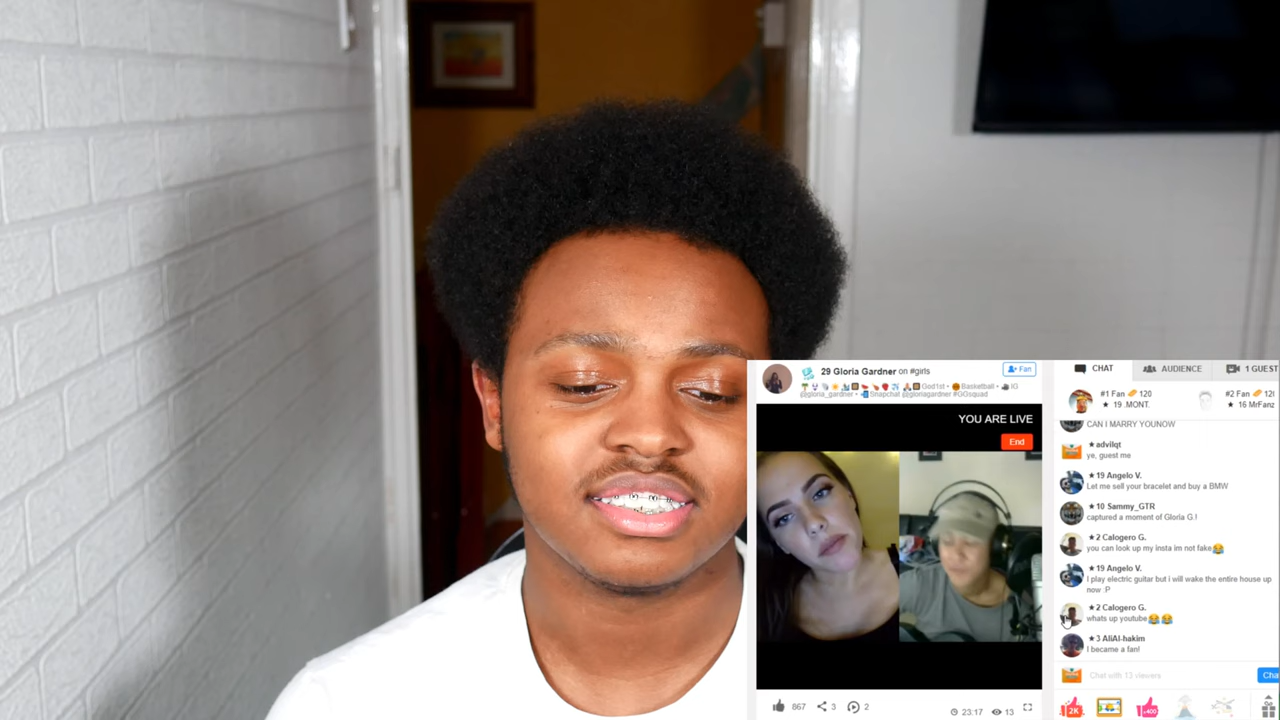 29 Gloria Gardner on #girls
Fan
God1st • Basketball • IG
@gloria_gardner • Snapchat @gloriagardner #GGsquad
YOU ARE LIVE
End
867 3 2
23:17 13
CHAT AUDIENCE 1 GUEST
#1 Fan 120
★ 19 .MONT.
#2 Fan 120
★ 16 MrFanz
CAN I MARRY YOUNOW
★ advilqt
ye, guest me
★ 19 Angelo V.
Let me sell your bracelet and buy a BMW
★ 10 Sammy_GTR
captured a moment of Gloria G.!
★ 2 Calogero G.
you can look up my insta im not fake😂
★ 19 Angelo V.
I play electric guitar but i will wake the entire house up
now :P
★ 2 Calogero G.
whats up youtube😂😂
★ 3 AliAl-hakim
I became a fan!
Chat with 13 viewers
Cha
2K
x400